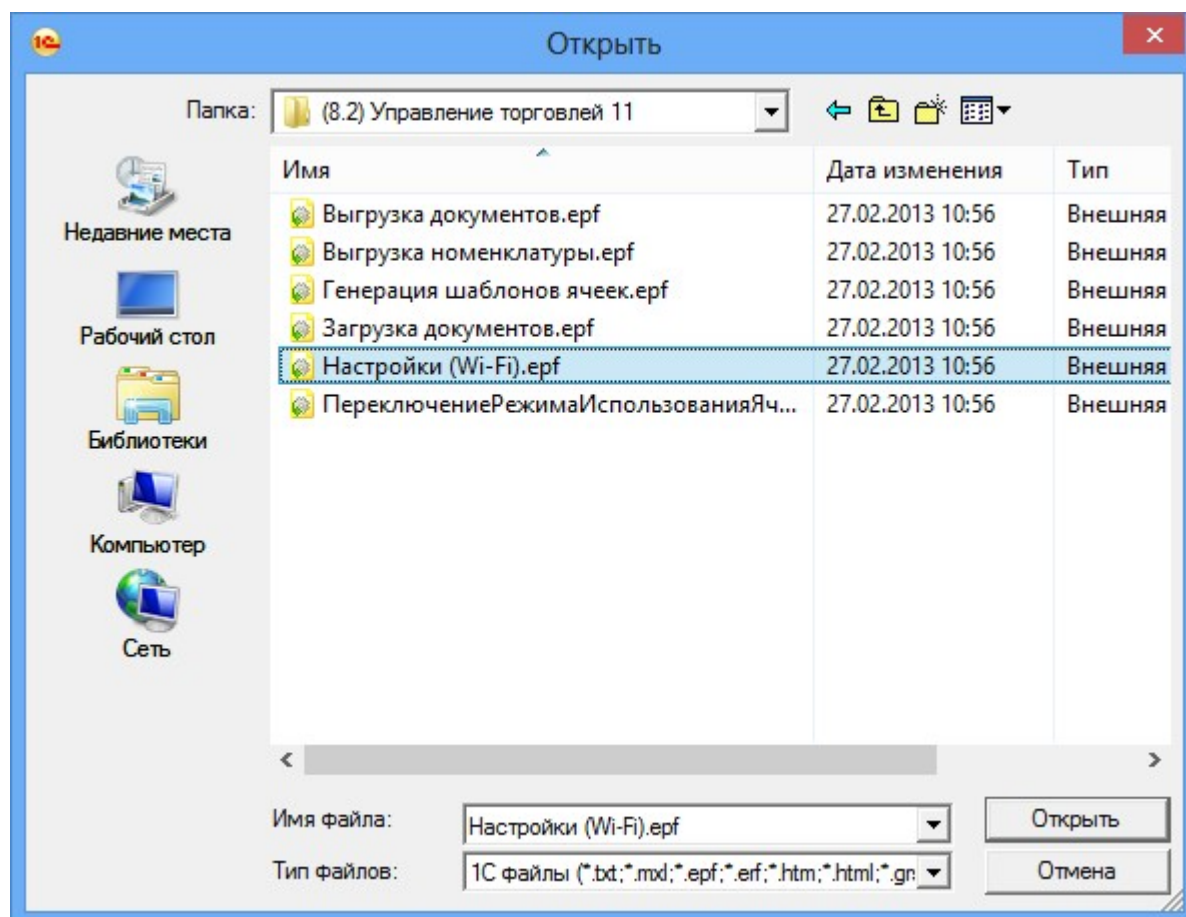 1С
Открыть
Папка: (8.2) Управление торговлей 11
Имя Дата изменения Тип
Выгрузка документов.epf 27.02.2013 10:56 Внешняя
Выгрузка номенклатуры.epf 27.02.2013 10:56 Внешняя
Генерация шаблонов ячеек.epf 27.02.2013 10:56 Внешняя
Загрузка документов.epf 27.02.2013 10:56 Внешняя
Настройки (Wi-Fi).epf 27.02.2013 10:56 Внешняя
ПереключениеРежимаИспользованияЯч... 27.02.2013 10:56 Внешняя
Недавние места
Рабочий стол
Библиотеки
Компьютер
Сеть
Имя файла: Настройки (Wi-Fi).epf Открыть
Тип файлов: 1С файлы (*.txt;*.mxl;*.epf;*.erf;*.htm;*.html;*.gr Отмена